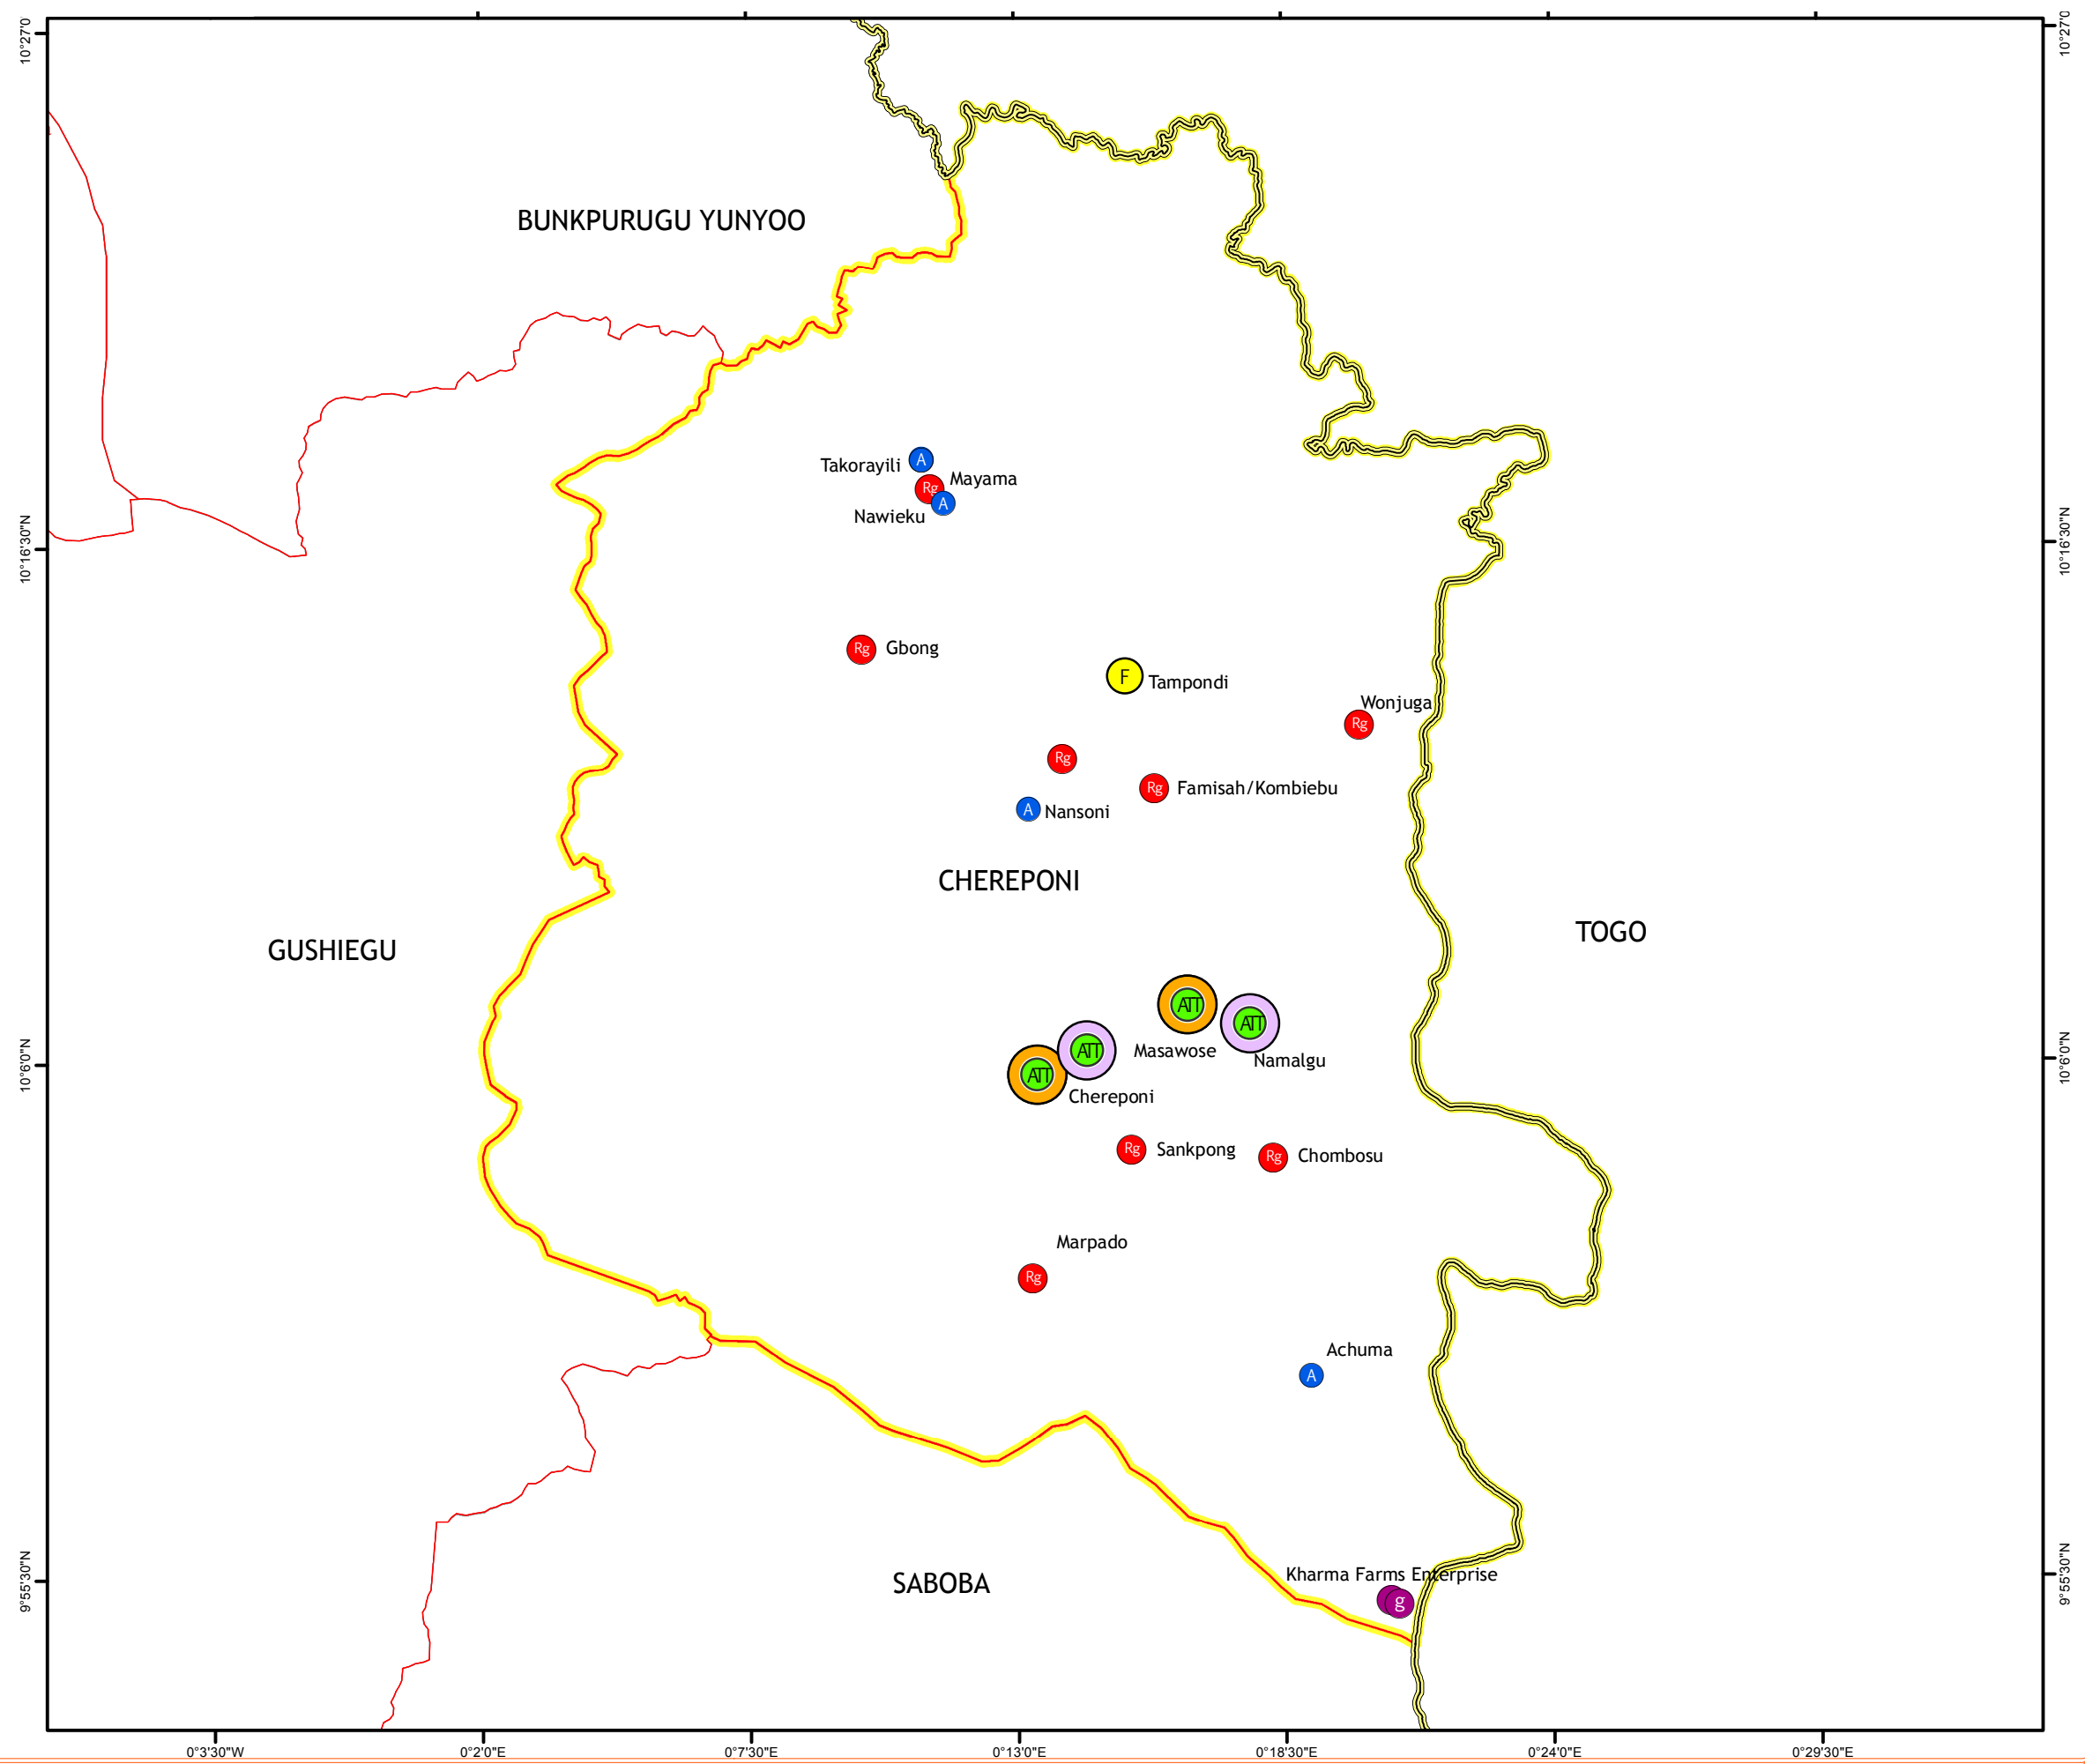 10°27'0
10°27'0
BUNKPURUGU YUNYOO
Takorayili
A
Rg
Mayama
A
Nawieku
10°16'30"N
10°16'30"N
Rg
Gbong
F
Tampondi
Wonjuga
Rg
Rg
Rg
Famisah/Kombiebu
A
Nansoni
CHEREPONI
GUSHIEGU
TOGO
ATT
ATT
ATT
ATT
Masawose
Namalgu
Chereponi
10°6'0"N
10°6'0"N
Rg
Sankpong
Rg
Chombosu
Marpado
Rg
Achuma
A
SABOBA
Kharma Farms Enterprise
g
9°55'30"N
9°55'30"N
0°3'30"W
0°2'0"E
0°7'30"E
0°13'0"E
0°18'30"E
0°24'0"E
0°29'30"E